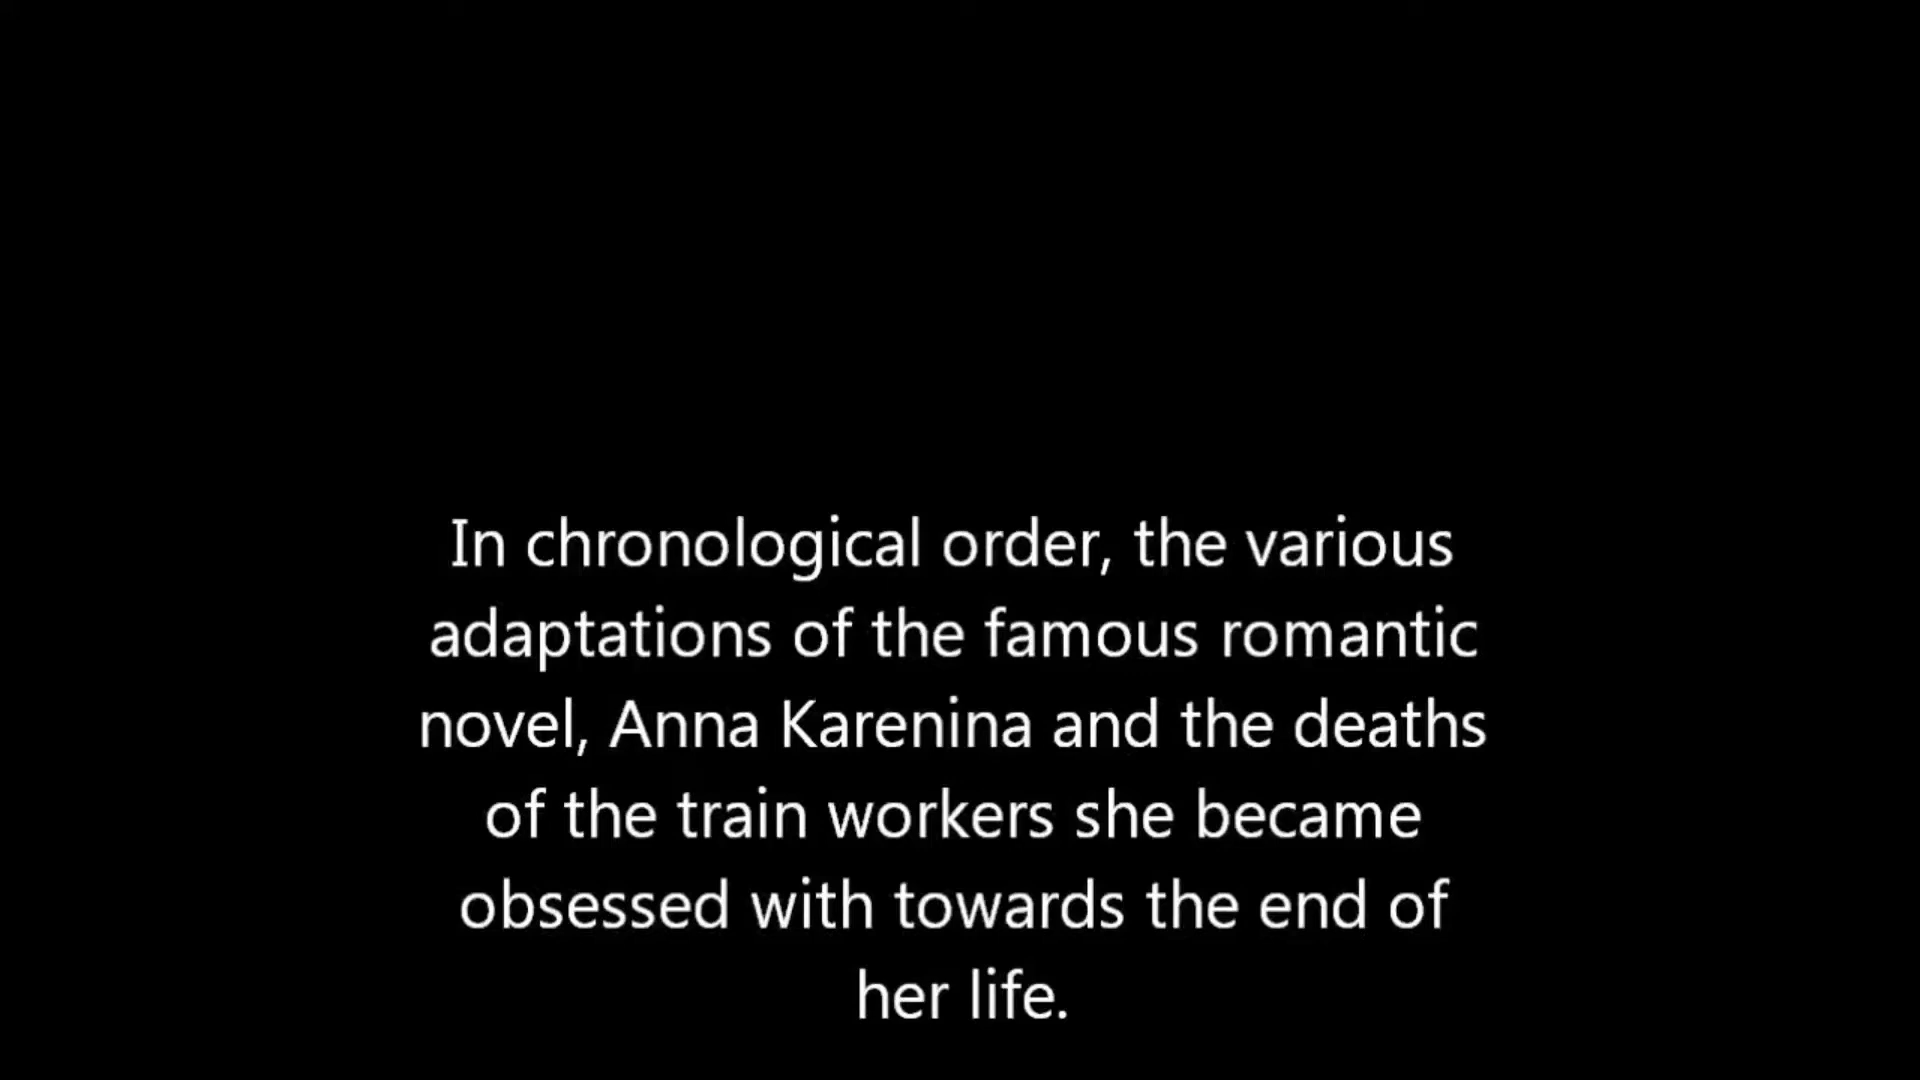 In chronological order, the various
adaptations of the famous romantic
novel, Anna Karenina and the deaths
of the train workers she became
obsessed with towards the end of
her life.